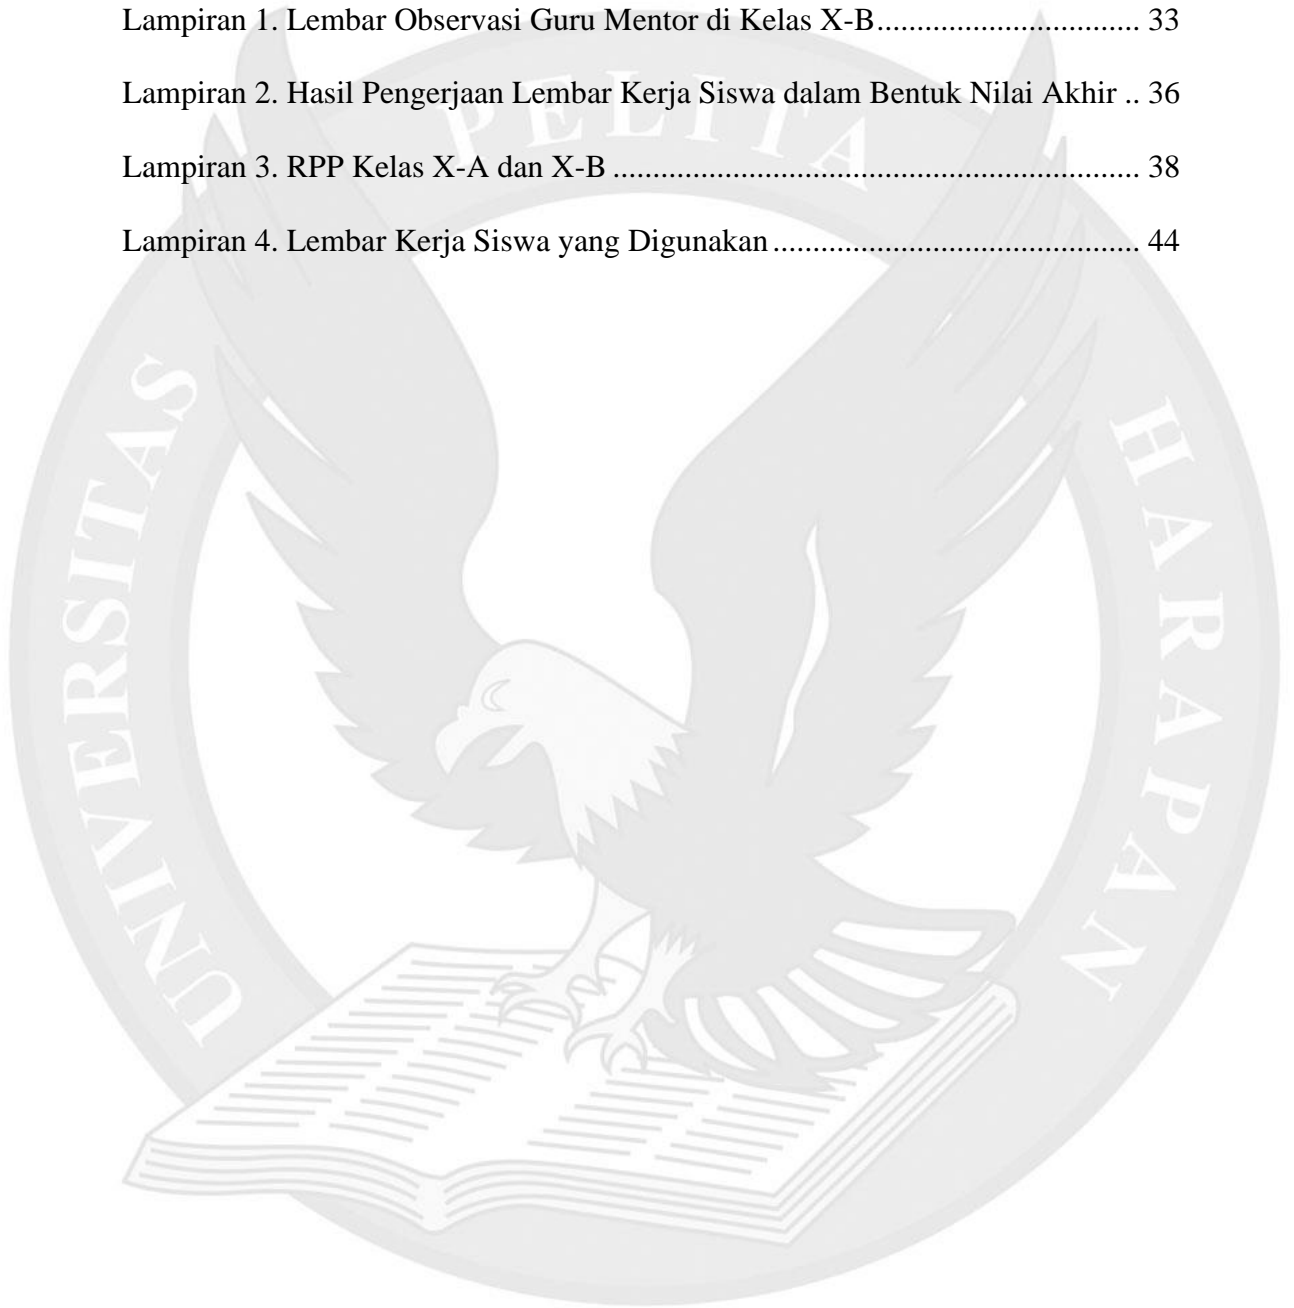 Lampiran 1. Lembar Observasi Guru Mentor di Kelas X-B................................. 33
Lampiran 2. Hasil Pengerjaan Lembar Kerja Siswa dalam Bentuk Nilai Akhir .. 36
Lampiran 3. RPP Kelas X-A dan X-B .................................................................. 38
Lampiran 4. Lembar Kerja Siswa yang Digunakan.............................................. 44
UNIVERSITAS PELITA HARAPAN